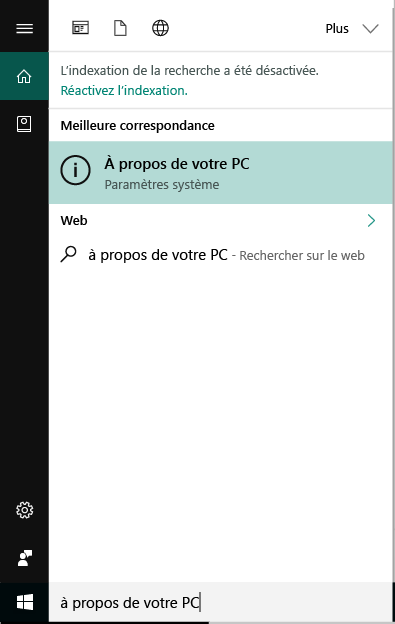 Plus
L'indexation de la recherche a été désactivée.
Réactivez l'indexation.
Meilleure correspondance
À propos de votre PC
Paramètres système
Web
à propos de votre PC - Rechercher sur le web
à propos de votre PC